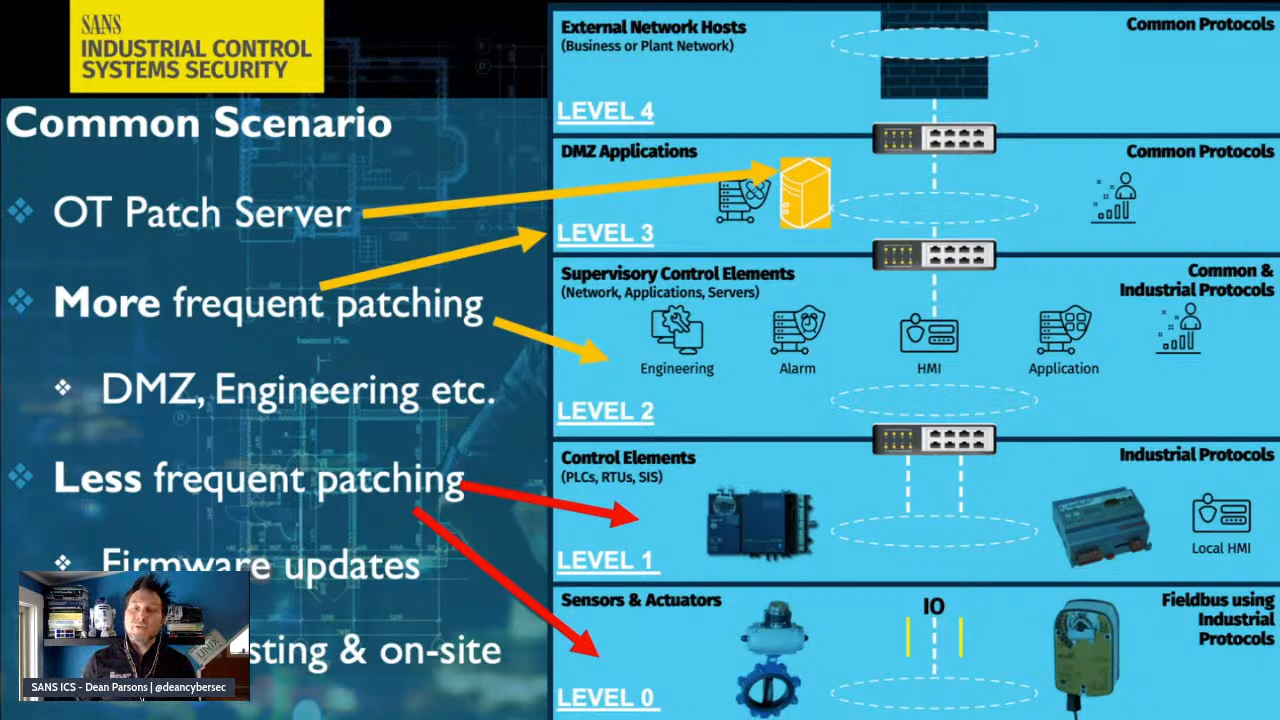 SANS
INDUSTRIAL CONTROL
SYSTEMS SECURITY
Common Scenario
OT Patch Server
More frequent patching
DMZ, Engineering etc.
Less frequent patching
Firmware updates
sting & on-site
UNIX
SANS ICS - Dean Parsons | @deancybersec
External Network Hosts
(Business or Plant Network)
Common Protocols
LEVEL 4
DMZ Applications
Common Protocols
LEVEL 3
Supervisory Control Elements
(Network, Applications, Servers)
Common &
Industrial Protocols
Engineering
Alarm
HMI
Application
LEVEL 2
Control Elements
(PLCs, RTUs, SIS)
Industrial Protocols
Local HMI
LEVEL 1
Sensors & Actuators
IO
Fieldbus using
Industrial
Protocols
LEVEL 0